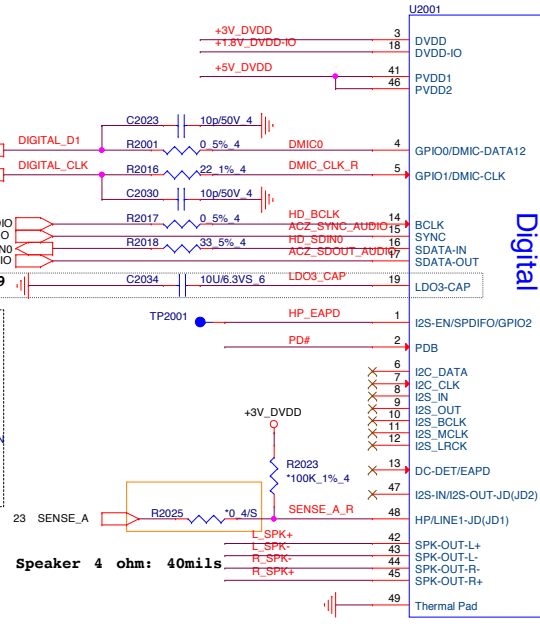 U2001
+3V_DVDD 3 DVDD
+1.8V_DVDD-IO 18 DVDD-IO
+5V_DVDD 41 PVDD1
46 PVDD2
C2023 10p/50V_4
DIGITAL_D1 R2001 0_5%_4 DMIC0 4 GPIO0/DMIC-DATA12
DIGITAL_CLK R2016 22_1%_4 DMIC_CLK_R 5 GPIO1/DMIC-CLK
C2030 10p/50V_4
DIO R2017 0_5%_4 HD_BCLK 14 BCLK
O ACZ_SYNC_AUDIO 15 SYNC
N0 R2018 33_5%_4 HD_SDIN0 16 SDATA-IN
IO ACZ_SDOUT_AUDIO 17 SDATA-OUT
9 C2034 10U/6.3VS_6 LDO3_CAP 19 LDO3-CAP
TP2001 HP_EAPD 1 I2S-EN/SPDIFO/GPIO2
PD# 2 PDB
6 I2C_DATA
7 I2C_CLK
8 I2S_IN
9 I2S_OUT
10 I2S_BCLK
11 I2S_MCLK
12 I2S_LRCK
+3V_DVDD
R2023
*100K_1%_4
13 DC-DET/EAPD
47 I2S-IN/I2S-OUT-JD(JD2)
23 SENSE_A R2025 *0_4/S SENSE_A_R 48 HP/LINE1-JD(JD1)
L_SPK+ 42 SPK-OUT-L+
L_SPK- 43 SPK-OUT-L-
R_SPK- 44 SPK-OUT-R-
R_SPK+ 45 SPK-OUT-R+
Speaker 4 ohm: 40mils
49 Thermal Pad
Digital